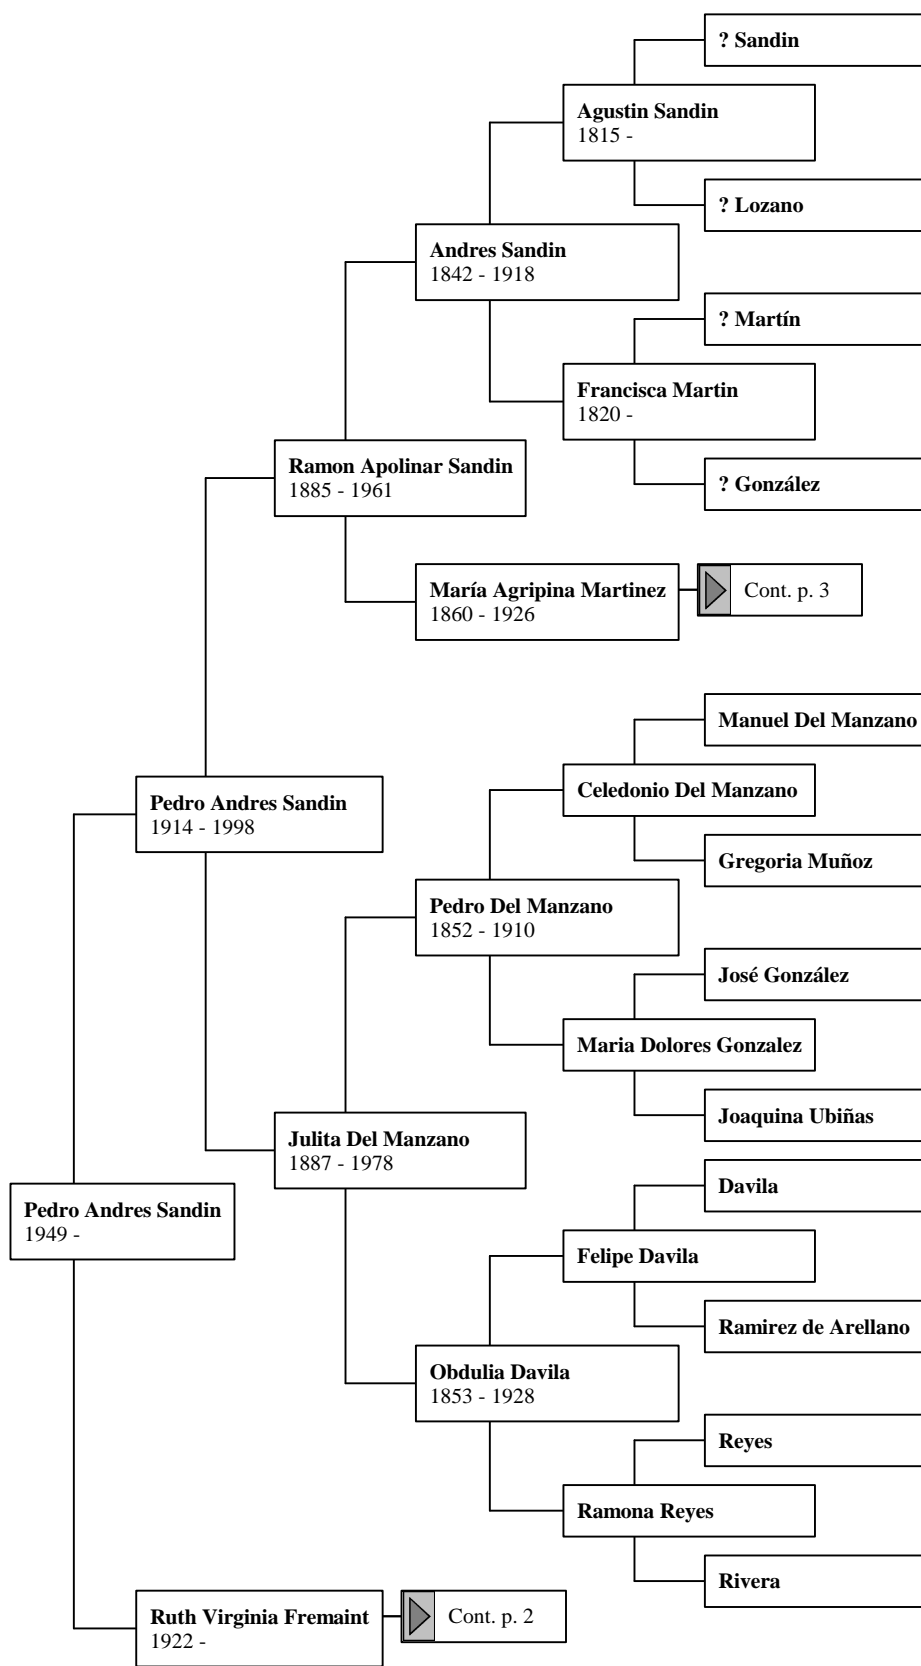 ? Sandin
Agustin Sandin
1815 -
? Lozano
Andres Sandin
1842 - 1918
? Martín
Francisca Martin
1820 -
? González
Ramon Apolinar Sandin
1885 - 1961
María Agripina Martinez
1860 - 1926
Cont. p. 3
Manuel Del Manzano
Celedonio Del Manzano
Pedro Andres Sandin
1914 - 1998
Gregoria Muñoz
Pedro Del Manzano
1852 - 1910
José González
Maria Dolores Gonzalez
Joaquina Ubiñas
Julita Del Manzano
1887 - 1978
Davila
Pedro Andres Sandin
1949 -
Felipe Davila
Ramirez de Arellano
Obdulia Davila
1853 - 1928
Reyes
Ramona Reyes
Rivera
Ruth Virginia Fremaint
1922 -
Cont. p. 2